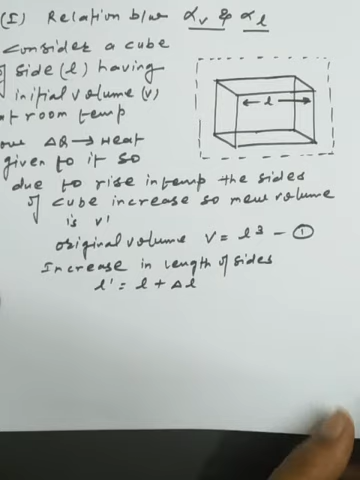 (I) Relation b/w αv & αl
Consider a cube
of side (l) having
initial volume (v)
at room temp
now ΔQ → Heat
given to it so
due to rise in temp the sides
of cube increase so new volume
is v'
original volume V = l³ - ①
Increase in length of sides
l' = l + Δl
l